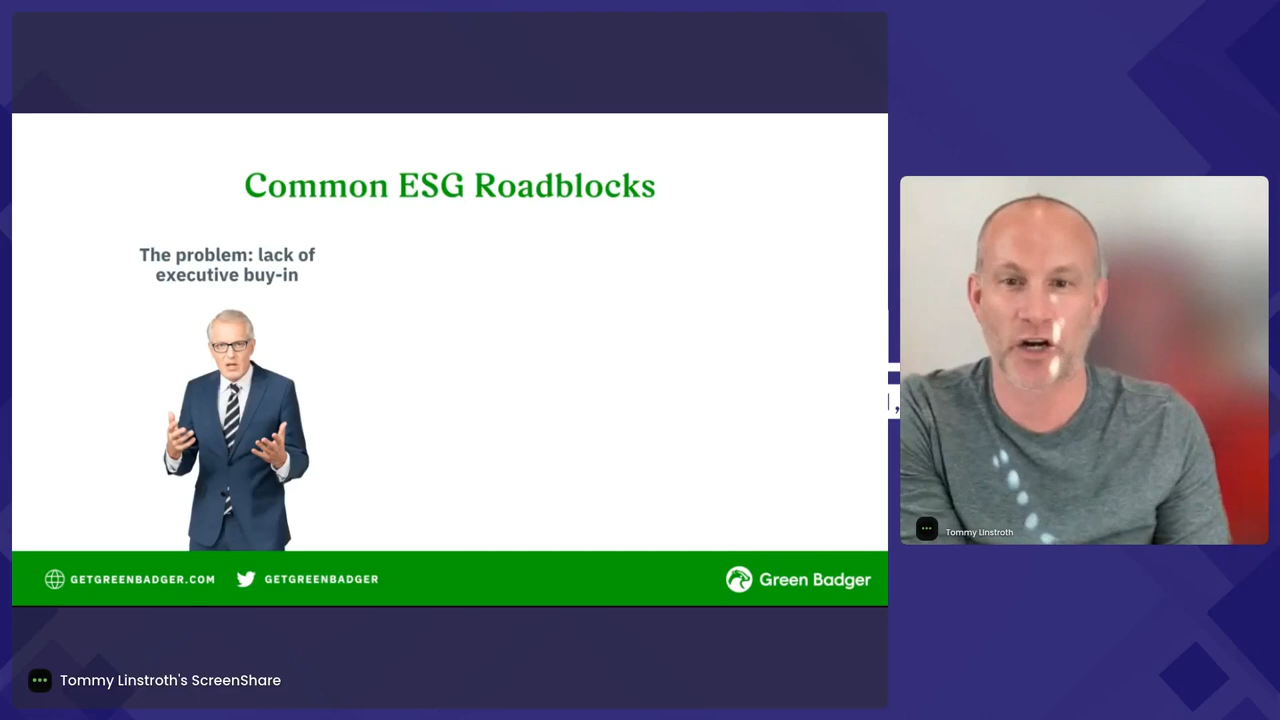 Common ESG Roadblocks
The problem: lack of
executive buy-in
GETGREENBADGER.COM
GETGREENBADGER
Green Badger
Tommy Linstroth
Tommy Linstroth's ScreenShare